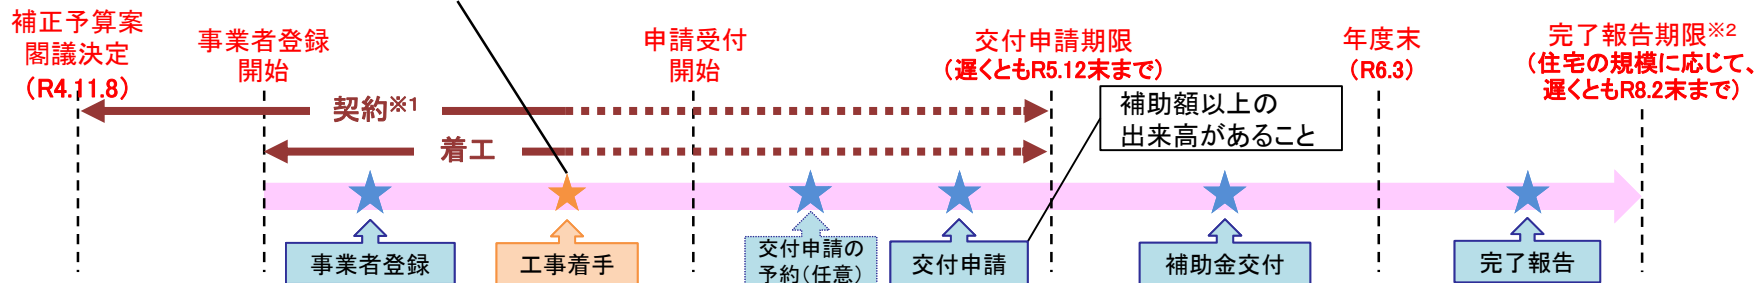 補正予算案
閣議決定
(R4.11.8)
事業者登録
開始
申請受付
開始
交付申請期限
(遅くともR5.12末まで)
年度末
(R6.3)
完了報告期限※2
(住宅の規模に応じて、
遅くともR8.2末まで)
契約※1
着工
補助額以上の
出来高があること
事業者登録
工事着手
交付申請の
予約(任意)
交付申請
補助金交付
完了報告